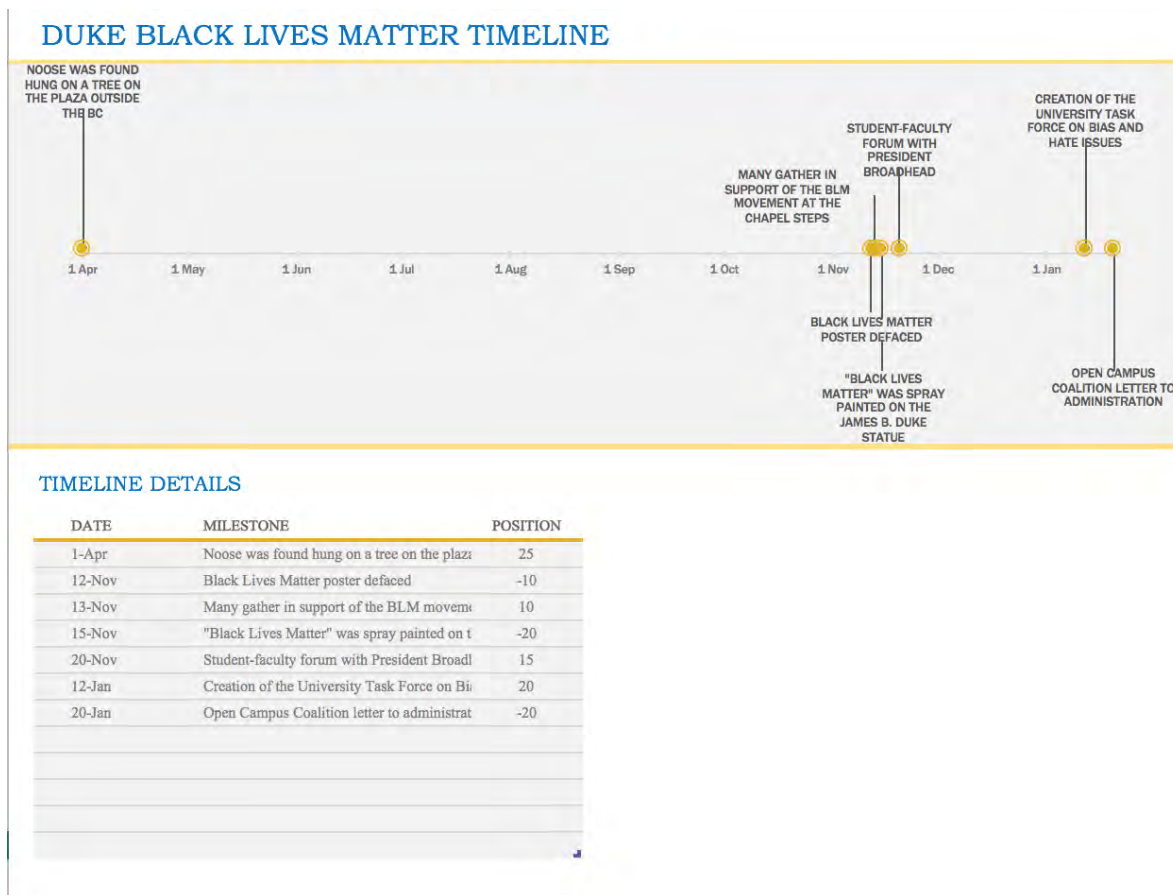 DUKE BLACK LIVES MATTER TIMELINE
NOOSE WAS FOUND
HUNG ON A TREE ON
THE PLAZA OUTSIDE
THE BC
CREATION OF THE
UNIVERSITY TASK
FORCE ON BIAS AND
HATE ISSUES
STUDENT-FACULTY
FORUM WITH
PRESIDENT
BROADHEAD
MANY GATHER IN
SUPPORT OF THE BLM
MOVEMENT AT THE
CHAPEL STEPS
1 Apr 1 May 1 Jun 1 Jul 1 Aug 1 Sep 1 Oct 1 Nov 1 Dec 1 Jan
BLACK LIVES MATTER
POSTER DEFACED
"BLACK LIVES
MATTER" WAS SPRAY
PAINTED ON THE
JAMES B. DUKE
STATUE
OPEN CAMPUS
COALITION LETTER TO
ADMINISTRATION
TIMELINE DETAILS
DATE MILESTONE POSITION
1-Apr Noose was found hung on a tree on the plaza 25
12-Nov Black Lives Matter poster defaced -10
13-Nov Many gather in support of the BLM moveme 10
15-Nov "Black Lives Matter" was spray painted on t -20
20-Nov Student-faculty forum with President Broadl 15
12-Jan Creation of the University Task Force on Bia 20
20-Jan Open Campus Coalition letter to administrat -20